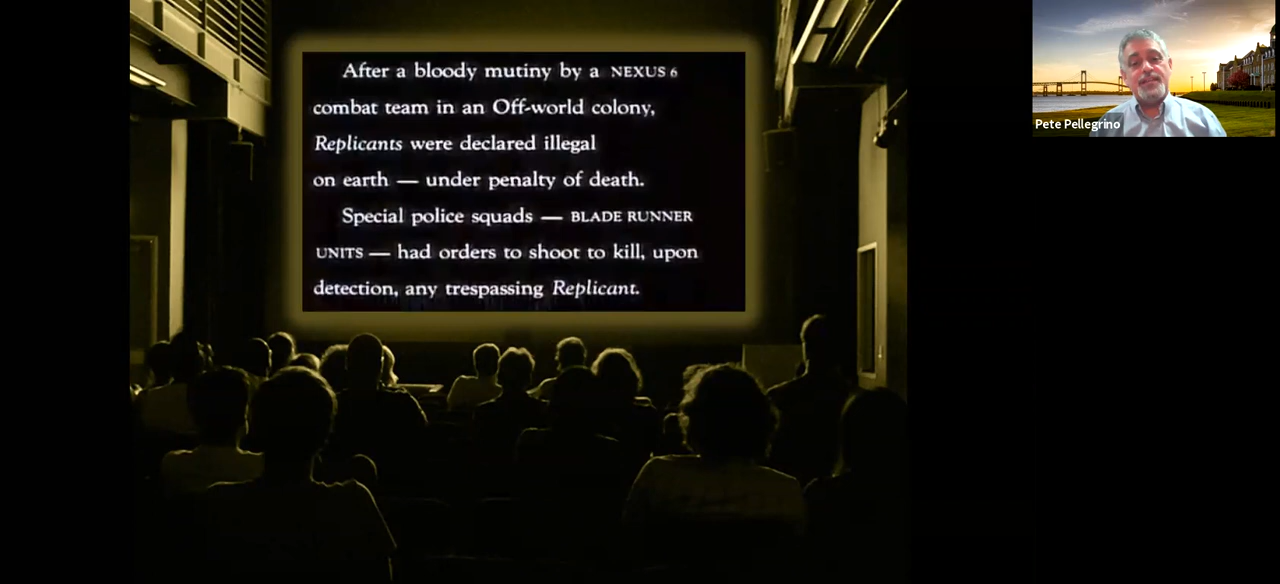 After a bloody mutiny by a NEXUS 6
combat team in an Off-world colony,
Replicants were declared illegal
on earth — under penalty of death.
Special police squads — BLADE RUNNER
UNITS — had orders to shoot to kill, upon
detection, any trespassing Replicant.
Pete Pellegrino